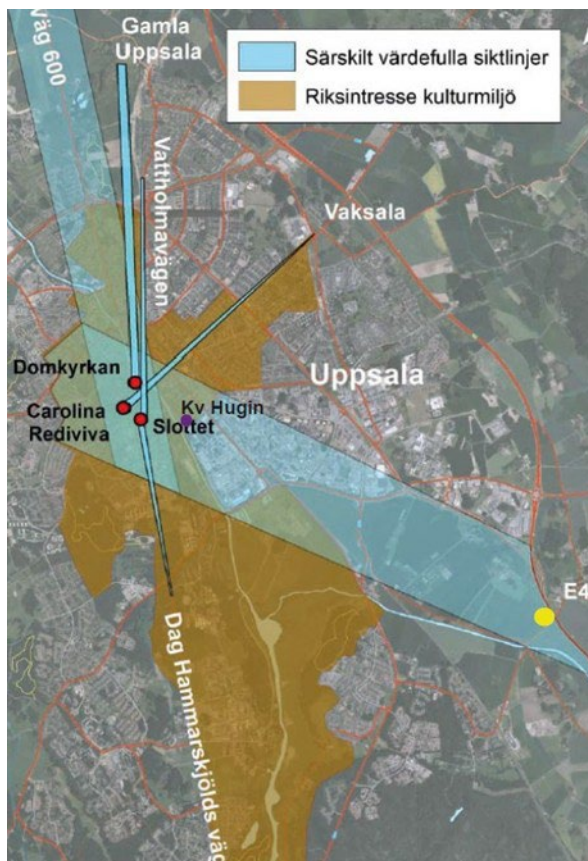 Gamla
Uppsala
Väg 600
Särskilt värdefulla siktlinjer
Riksintresse kulturmiljö
Vattholmavägen
Vaksala
Domkyrkan
Uppsala
Carolina
Rediviva
Kv Hugin
Slottet
E4
Dag Hammarskjölds väg